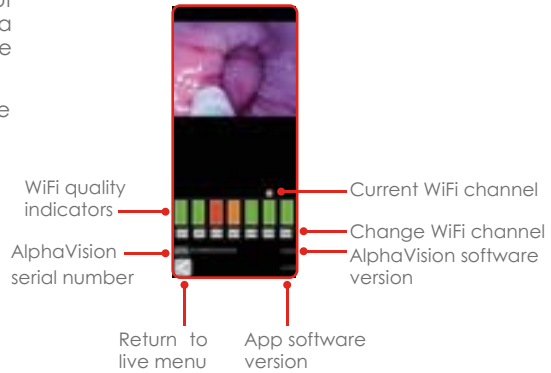 a
e
e
WiFi quality
indicators
AlphaVision
serial number
Current WiFi channel
Change WiFi channel
AlphaVision software
version
Return to
live menu
App software
version